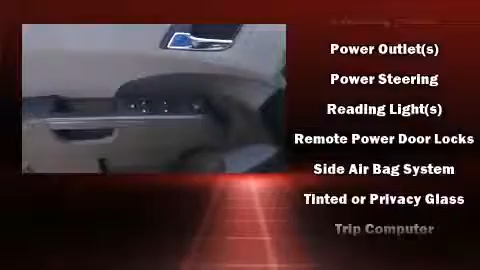 Power Outlet(s)
Power Steering
Reading Light(s)
Remote Power Door Locks
Side Air Bag System
Tinted or Privacy Glass
Trip Computer